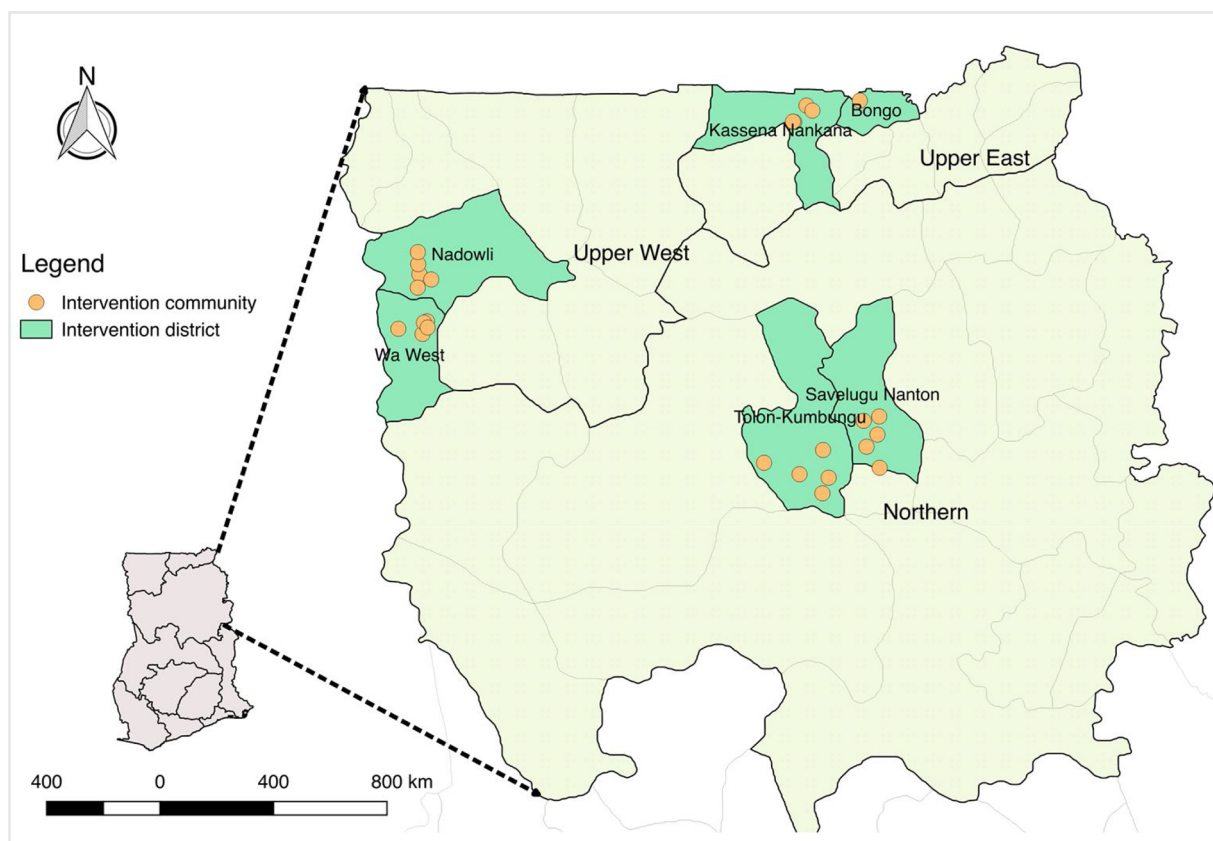 N
Bongo
Kassena Nankana
Upper East
Nadowli
Upper West
Legend
Intervention community
Intervention district
Wa West
Savelugu Nanton
Tolon-Kumbungu
Northern
400 0 400 800 km